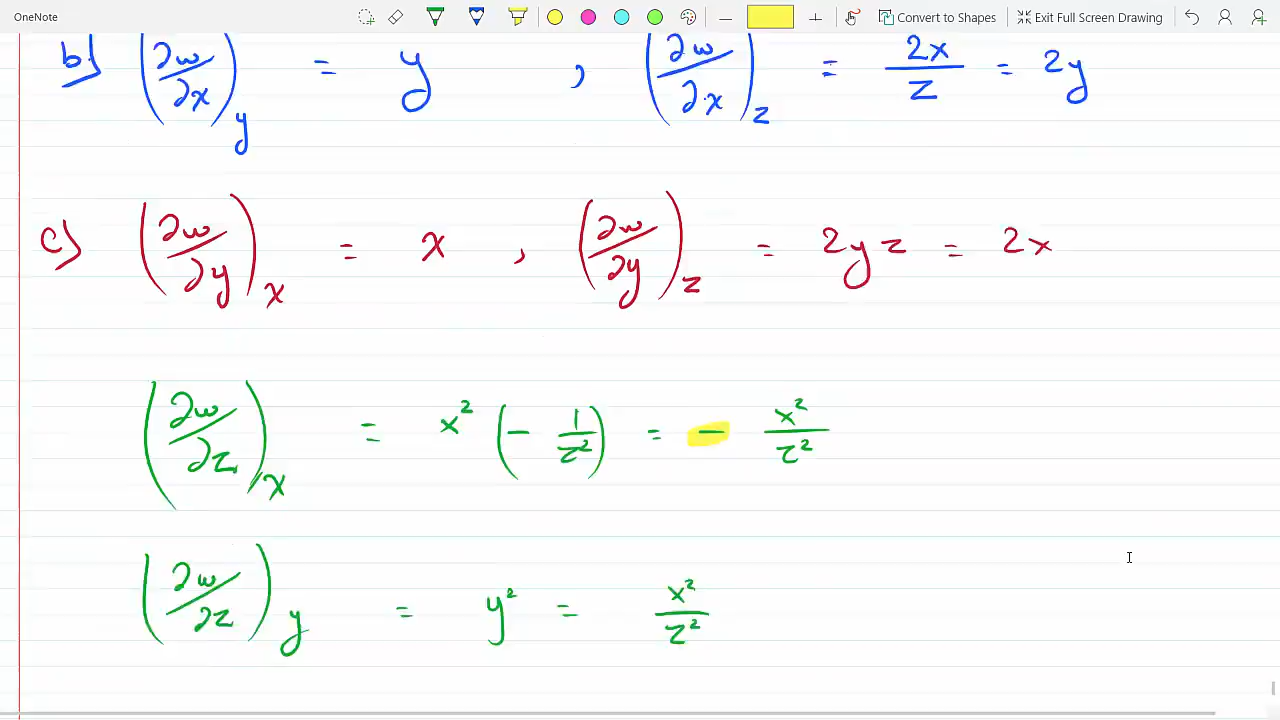 OneNote
Convert to Shapes
Exit Full Screen Drawing
b) (∂w/∂x)_y = y , (∂w/∂x)_z = 2x/z = 2y
c) (∂w/∂y)_x = x , (∂w/∂y)_z = 2yz = 2x
(∂w/∂z)_x = x² (- 1/z²) = - x²/z²
(∂w/∂z)_y = y² = x²/z²